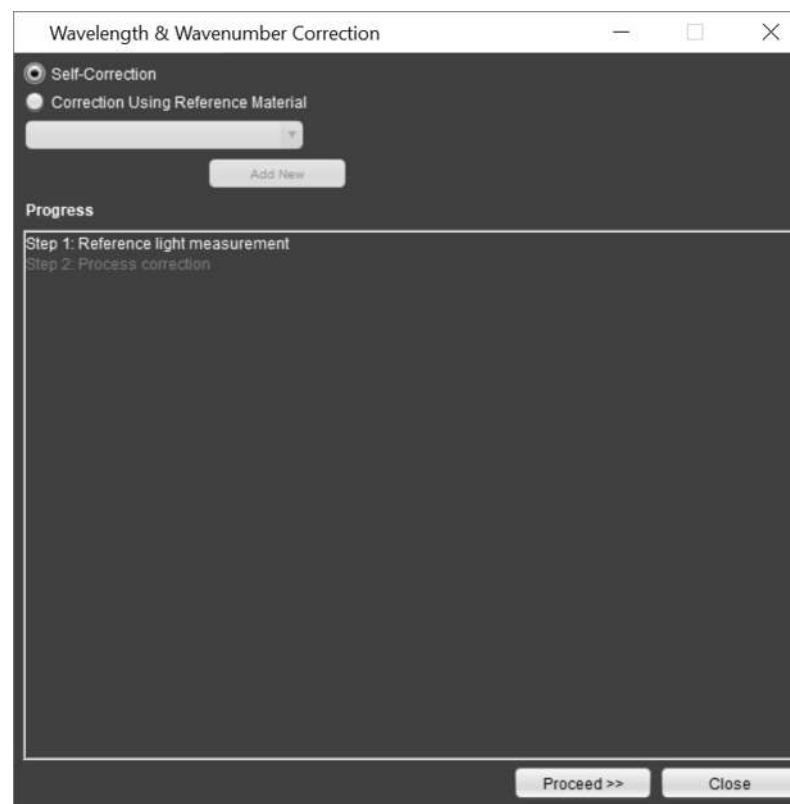 Wavelength & Wavenumber Correction
Self-Correction
Correction Using Reference Material
Add New
Progress
Step 1: Reference light measurement
Step 2: Process correction
Proceed >> Close